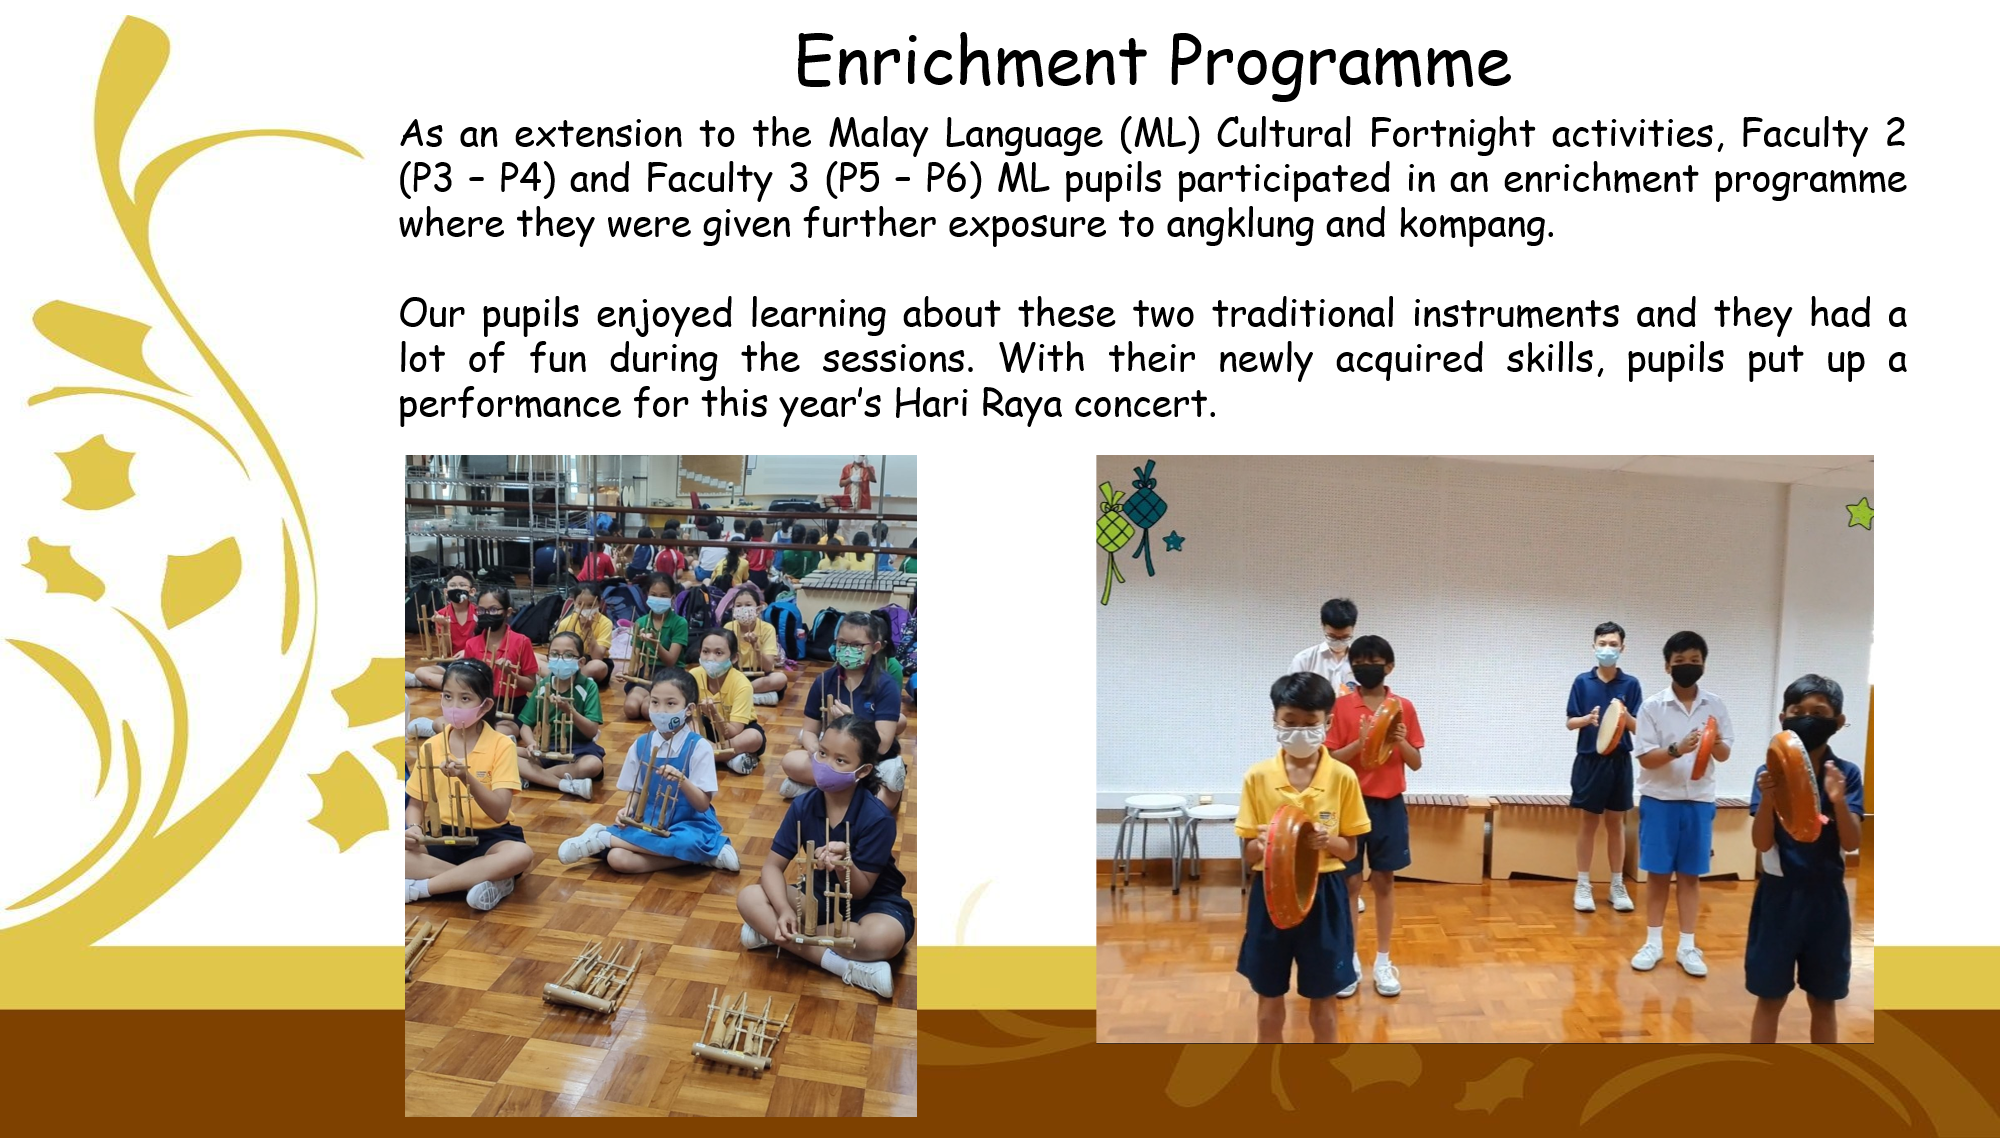 Enrichment Programme
As an extension to the Malay Language (ML) Cultural Fortnight activities, Faculty 2
(P3 – P4) and Faculty 3 (P5 – P6) ML pupils participated in an enrichment programme
where they were given further exposure to angklung and kompang.
Our pupils enjoyed learning about these two traditional instruments and they had a
lot of fun during the sessions. With their newly acquired skills, pupils put up a
performance for this year’s Hari Raya concert.